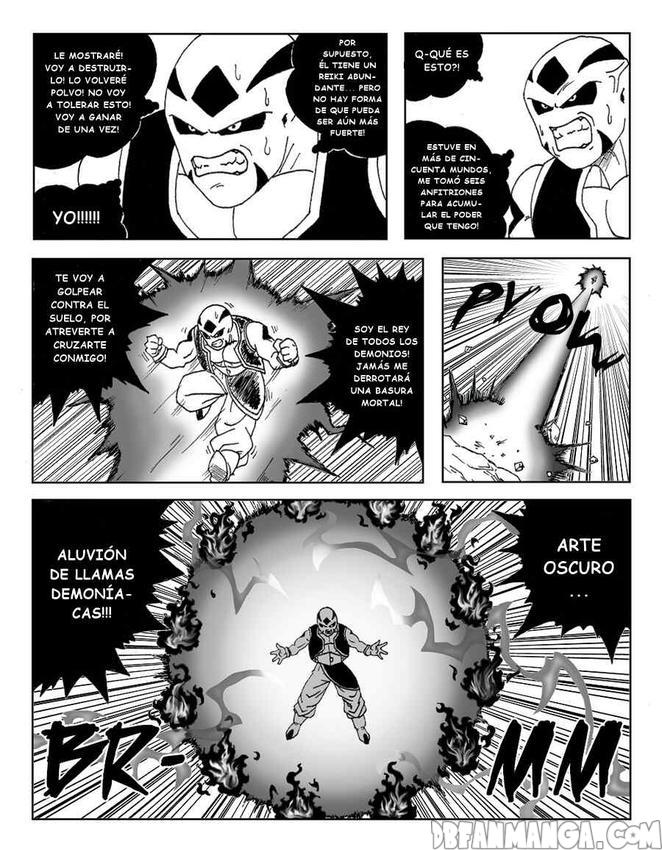 Q-QUÉ ES
ESTO?!
ESTUVE EN
MÁS DE CIN-
CUENTA MUNDOS,
ME TOMÓ SEIS
ANFITRIONES
PARA ACUMU-
LAR EL PODER
QUE TENGO!
POR
SUPUESTO,
ÉL TIENE UN
REIKI ABUN-
DANTE... PERO
NO HAY FORMA
DE QUE PUEDA
SER AÚN MÁS
FUERTE!
LE MOSTRARÉ!
VOY A DESTRUIR-
LO! LO VOLVERÉ
POLVO! NO VOY
A TOLERAR ESTO!
VOY A GANAR
DE UNA VEZ!
YO!!!!!!
PYOW
SOY EL REY
DE TODOS LOS
DEMONIOS!
JAMÁS ME
DERROTARÁ
UNA BASURA
MORTAL!
TE VOY A
GOLPEAR
CONTRA EL
SUELO, POR
ATREVERTE A
CRUZARTE
CONMIGO!
ARTE
OSCURO
...
ALUVIÓN
DE LLAMAS
DEMONÍA-
CAS!!!
BR-
MM
DBFANMANGA.COM